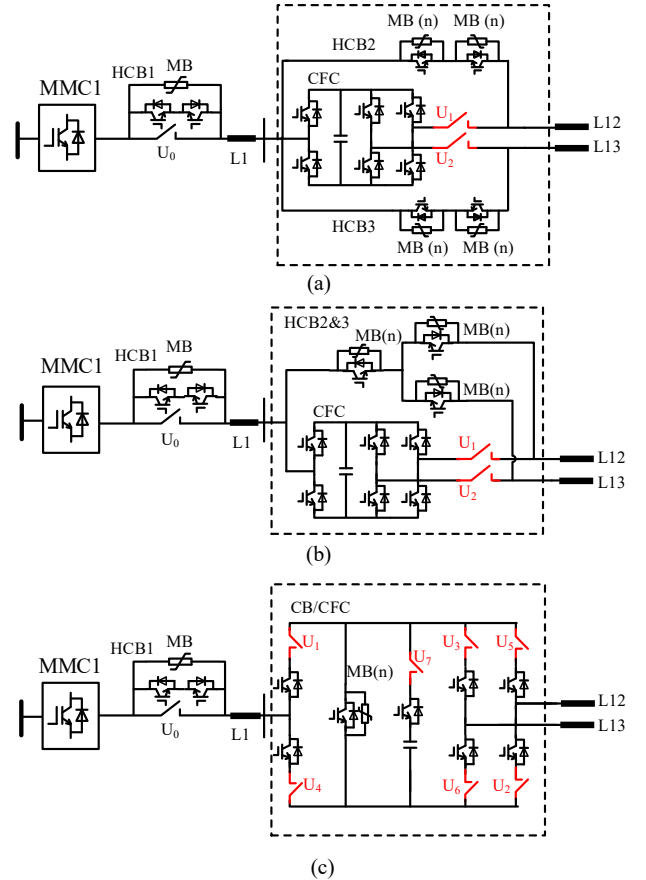 MB (n) MB (n)
HCB2
HCB1 MB
CFC
MMC1
U1
L12
U0
L1
U2
L13
HCB3
MB (n) MB (n)
(a)
HCB2&3
MB(n)
MB(n)
HCB1 MB
MB(n)
MMC1
CFC
U1
L12
U0
L1
U2
L13
(b)
CB/CFC
HCB1 MB
U1
U7
U3
U5
MMC1
MB(n)
L12
L13
U0
L1
U4
U6
U2
(c)